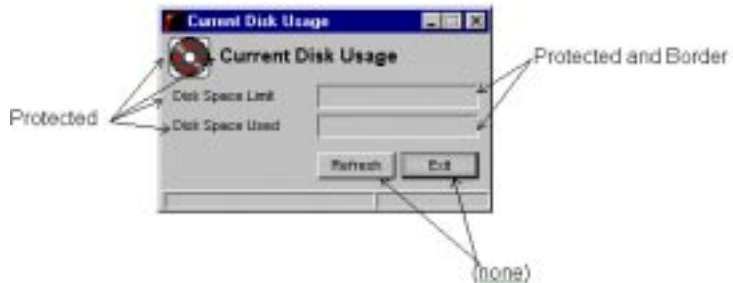 Current Disk Usage
Current Disk Usage
Protected and Border
Disk Space Limit
Protected
Disk Space Used
Refresh
Exit
(none)